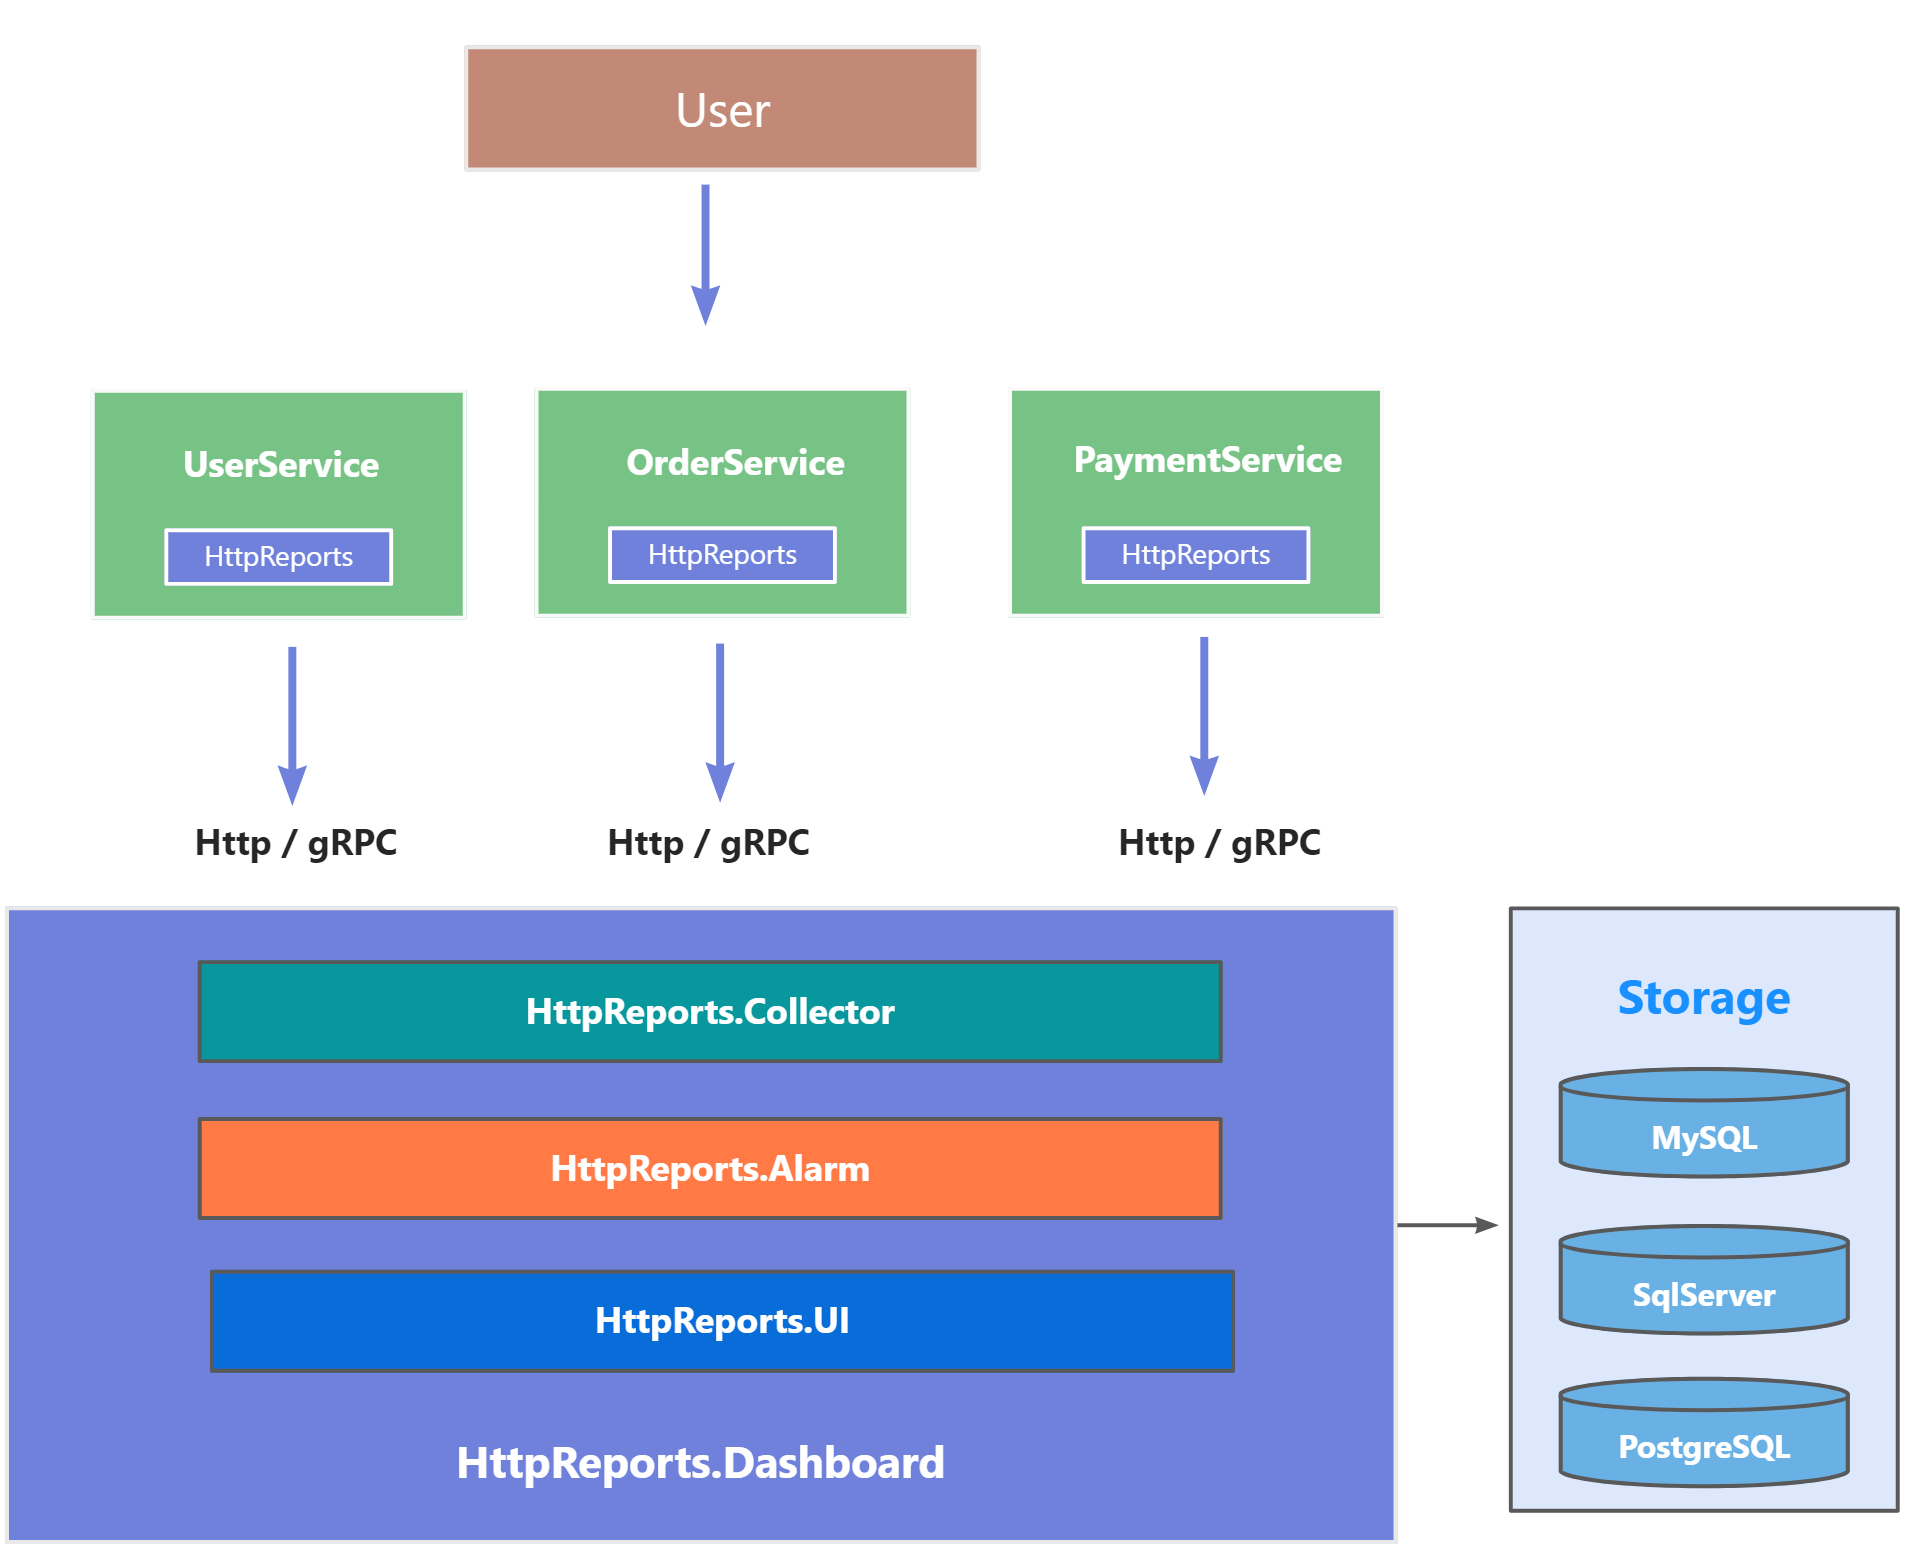 User
UserService
OrderService
PaymentService
HttpReports
HttpReports
HttpReports
Http / gRPC
Http / gRPC
Http / gRPC
HttpReports.Collector
HttpReports.Alarm
HttpReports.UI
HttpReports.Dashboard
Storage
MySQL
SqlServer
PostgreSQL